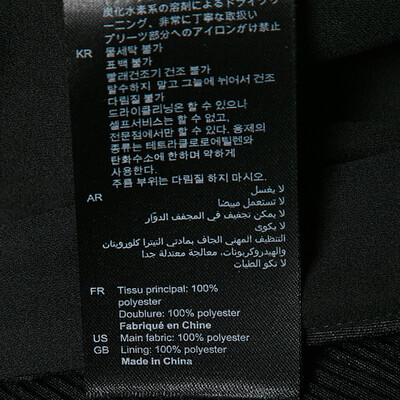 炭化水素系の溶剤によるドライクリ
ーニング、非常に丁寧な取扱い
プリーツ部分へのアイロンがけ禁止
KR 물세탁 불가
표백 불가
빨래건조기 건조 불가
탈수하지 말고 그늘에 뉘어서 건조
다림질 불가
드라이클리닝은 할 수 있으나
셀프서비스는 할 수 없고,
전문점에서만 할 수 있다. 용제의
종류는 테트라클로로에틸렌와
탄화수소에 한하며 약하게
사용한다.
주름 부위는 다림질 하지 마시오.
AR لا يغسل
لا تستعمل مبيضا
لا يمكن تجفيف في المجفف الدوّار
لا يكوى
التنظيف المهني الجاف بمادتي التيترا كلورویتان
والهيدروكربونات، معالجة معتدلة جدا
لا تكو الطيات
FR Tissu principal: 100%
polyester
Doublure: 100% polyester
Fabriqué en Chine
US Main fabric: 100% polyester
GB Lining: 100% polyester
Made in China